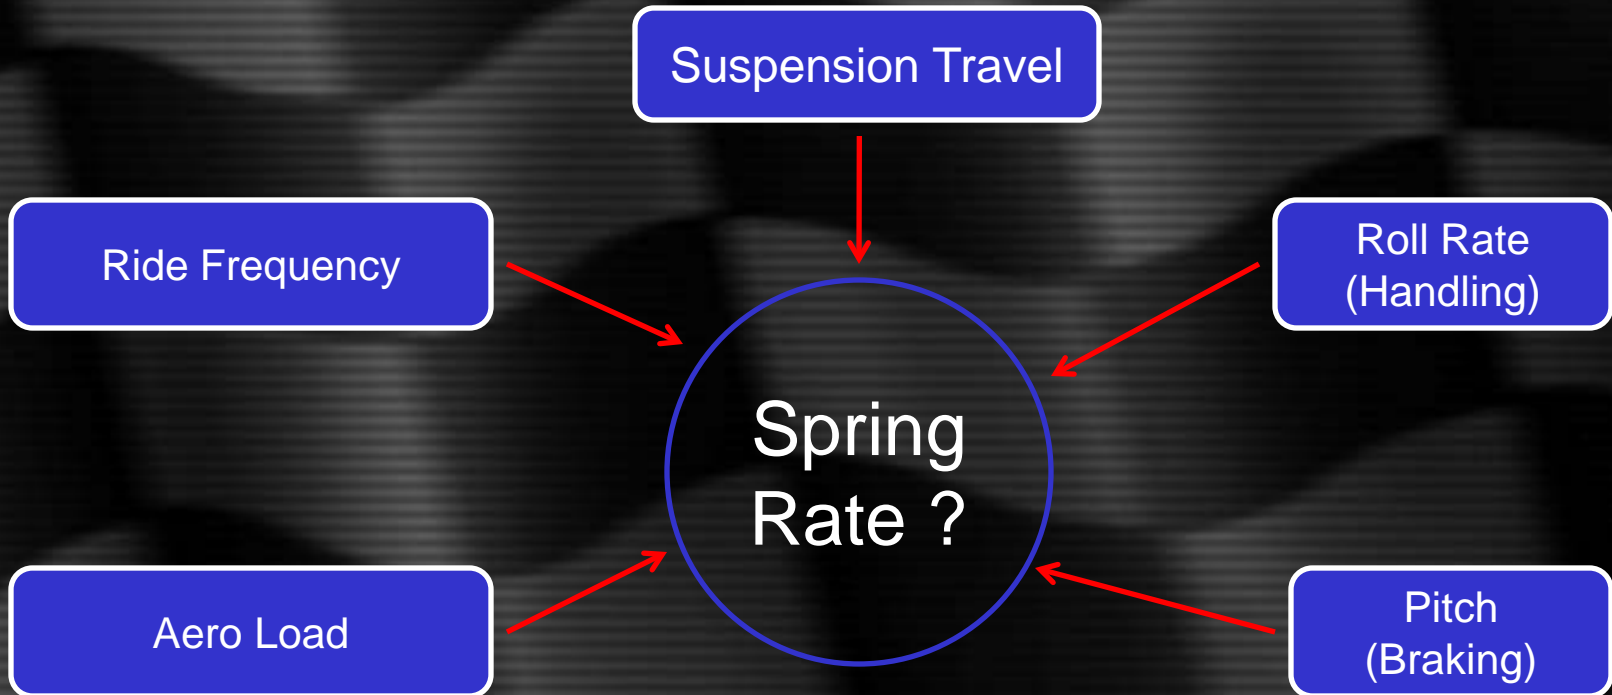 Suspension Travel
Ride Frequency
Roll Rate
(Handling)
Spring
Rate ?
Aero Load
Pitch
(Braking)